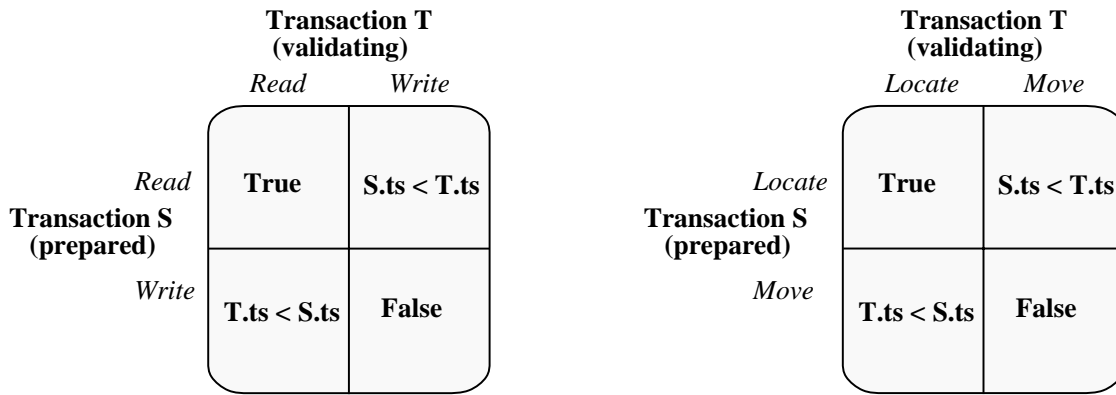 Transaction T
(validating)
Read Write
Read True S.ts < T.ts
Transaction S
(prepared)
Write T.ts < S.ts False
Transaction T
(validating)
Locate Move
Locate True S.ts < T.ts
Transaction S
(prepared)
Move T.ts < S.ts False